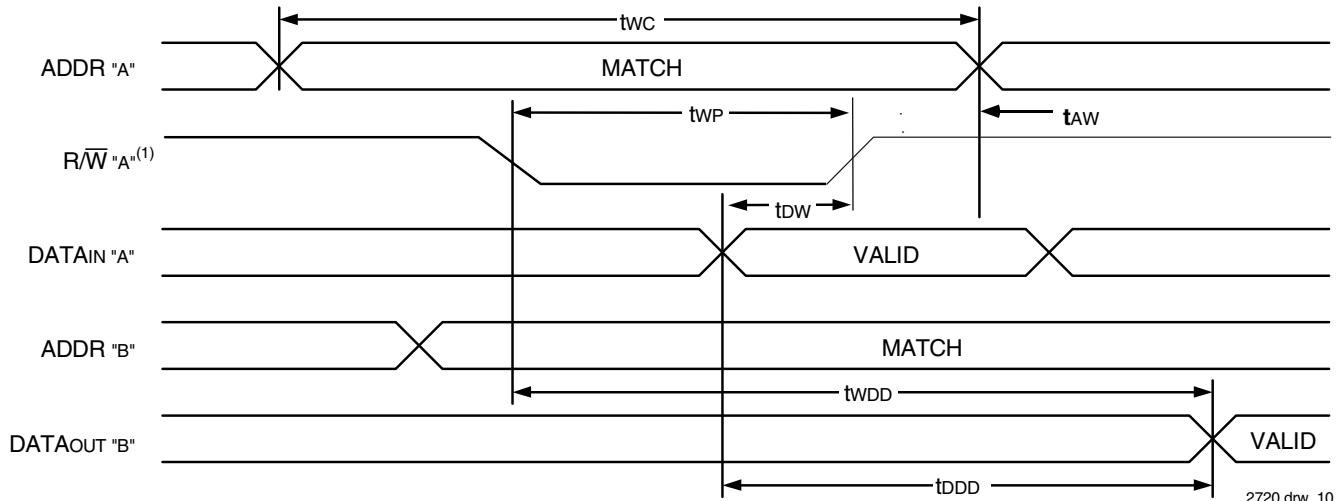 tWC
ADDR "A"
MATCH
tWP
tAW
R/W̅ "A"(1)
tDW
DATAIN "A"
VALID
ADDR "B"
MATCH
tWDD
DATAOUT "B"
VALID
tDDD
2720 drw 10